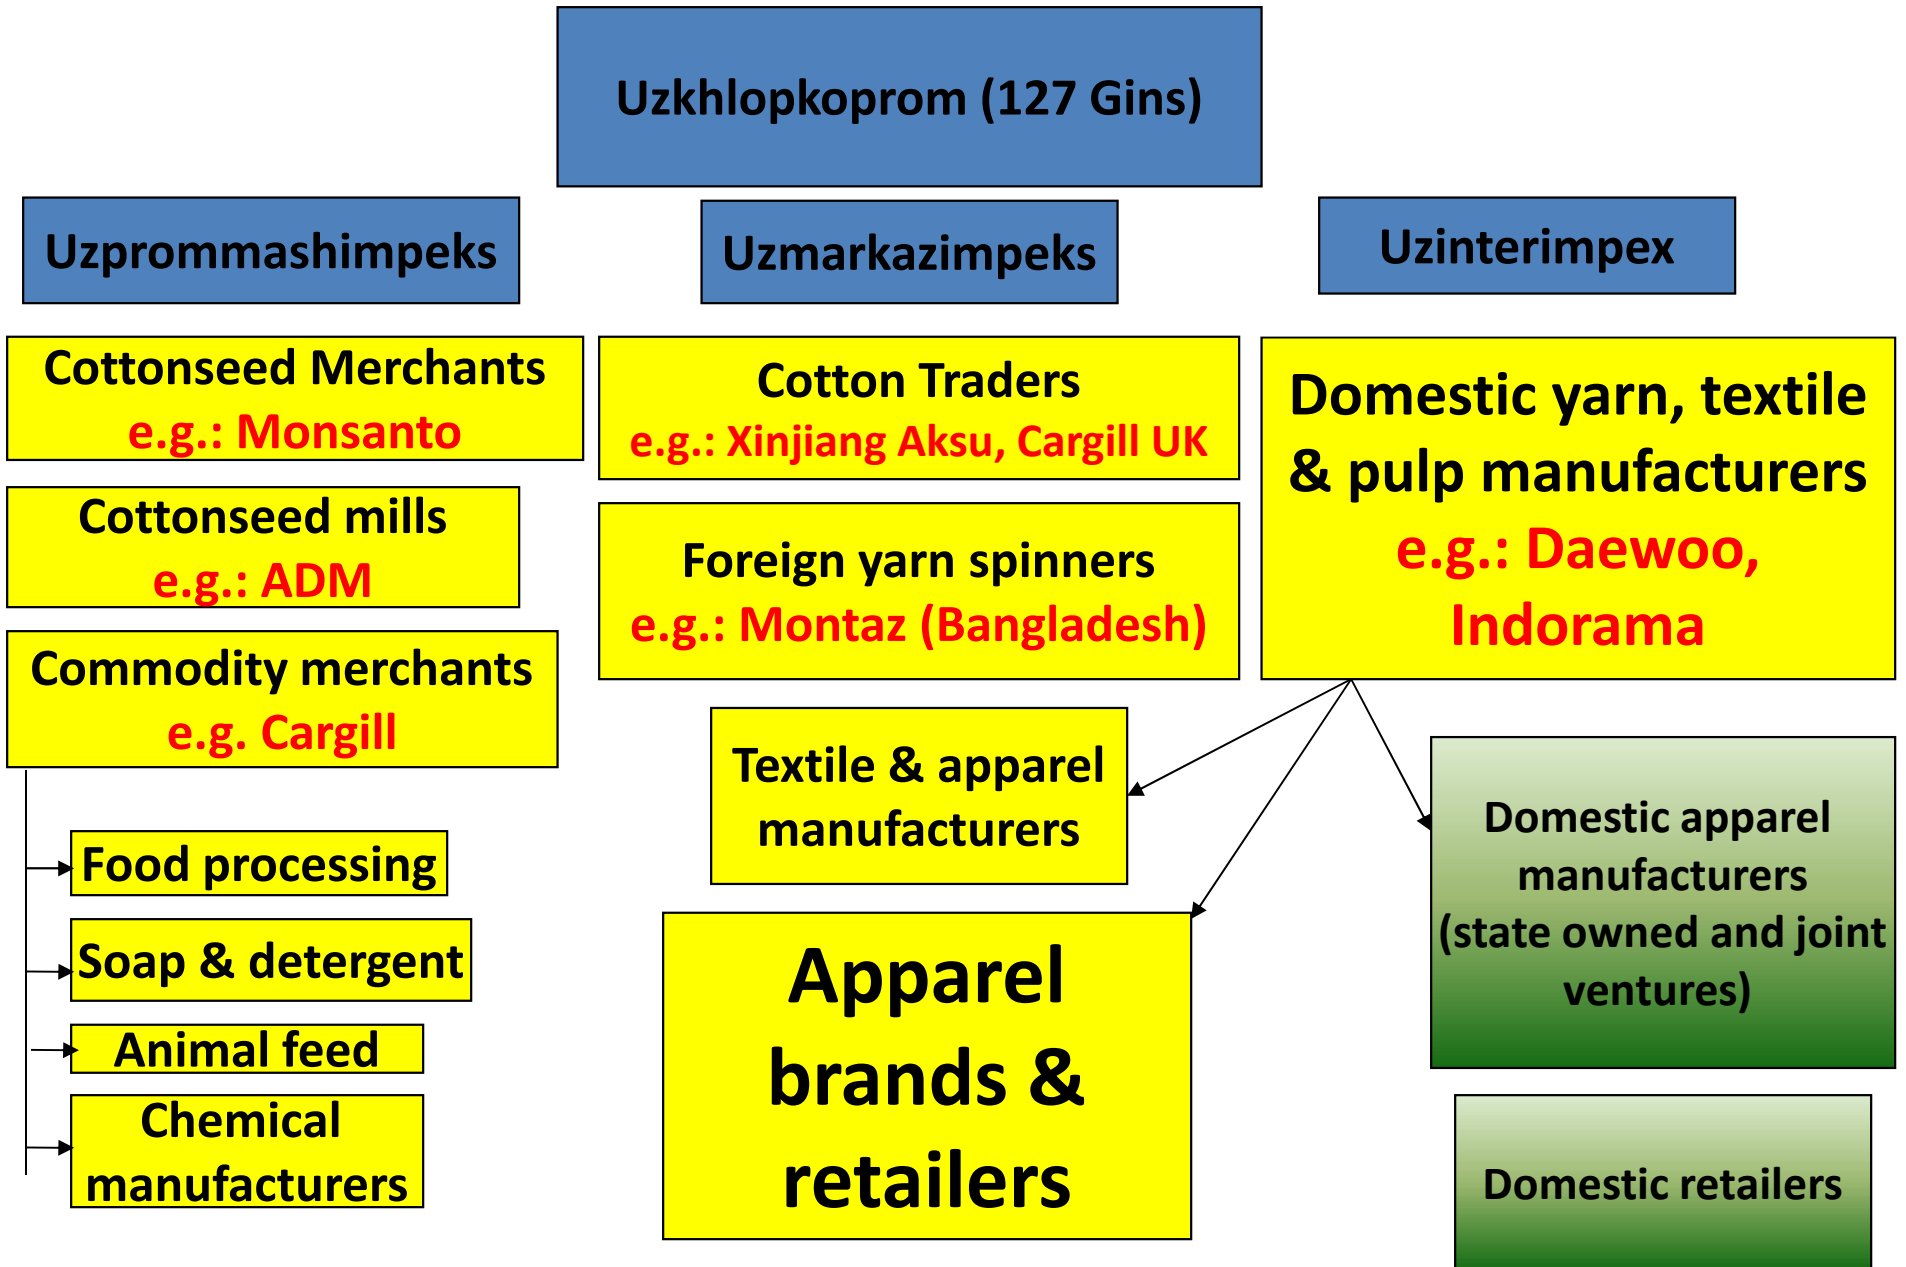 Uzkhlopkoprom (127 Gins)
Uzprommashimpeks
Uzmarkazimpeks
Uzinterimpex
Cottonseed Merchants
e.g.: Monsanto
Cottonseed mills
e.g.: ADM
Commodity merchants
e.g. Cargill
Food processing
Soap & detergent
Animal feed
Chemical
manufacturers
Cotton Traders
e.g.: Xinjiang Aksu, Cargill UK
Foreign yarn spinners
e.g.: Montaz (Bangladesh)
Textile & apparel
manufacturers
Apparel
brands &
retailers
Domestic yarn, textile
& pulp manufacturers
e.g.: Daewoo,
Indorama
Domestic apparel
manufacturers
(state owned and joint
ventures)
Domestic retailers